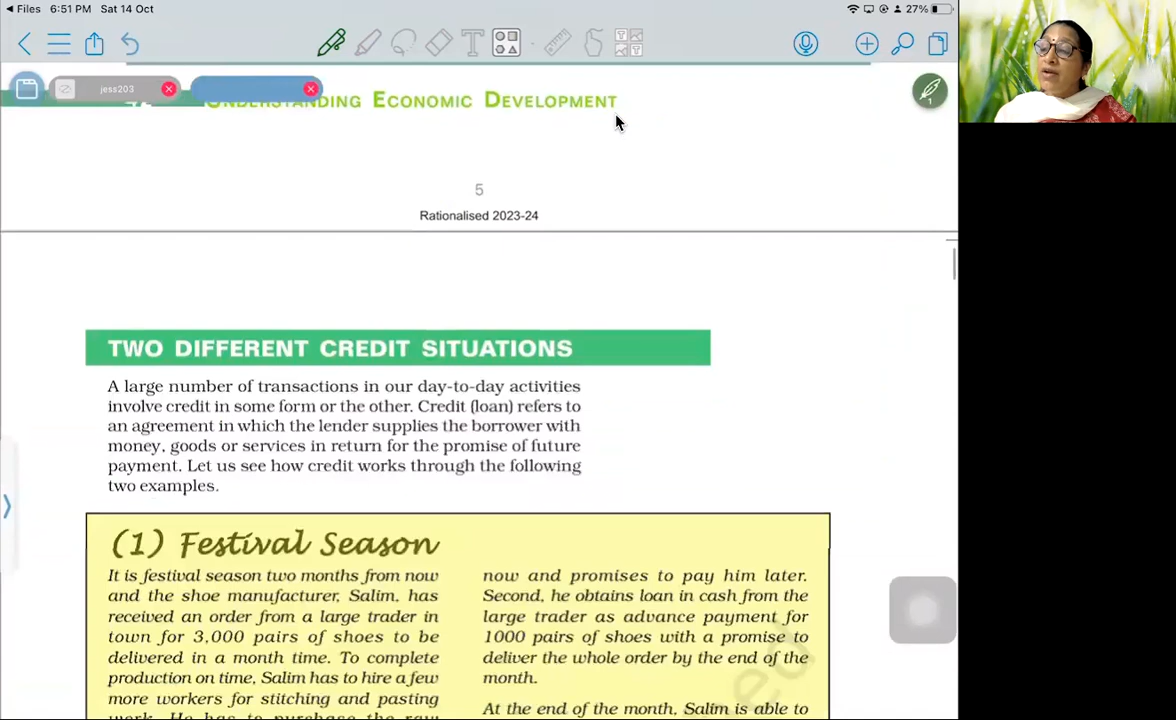 Files 6:51 PM Sat 14 Oct 27%
jess203
UNDERSTANDING ECONOMIC DEVELOPMENT
1
5
Rationalised 2023-24
TWO DIFFERENT CREDIT SITUATIONS
A large number of transactions in our day-to-day activities
involve credit in some form or the other. Credit (loan) refers to
an agreement in which the lender supplies the borrower with
money, goods or services in return for the promise of future
payment. Let us see how credit works through the following
two examples.
(1) Festival Season
It is festival season two months from now
and the shoe manufacturer, Salim, has
received an order from a large trader in
town for 3,000 pairs of shoes to be
delivered in a month time. To complete
production on time, Salim has to hire a few
more workers for stitching and pasting
work. He has to purchase the raw
now and promises to pay him later.
Second, he obtains loan in cash from the
large trader as advance payment for
1000 pairs of shoes with a promise to
deliver the whole order by the end of the
month.
At the end of the month, Salim is able to